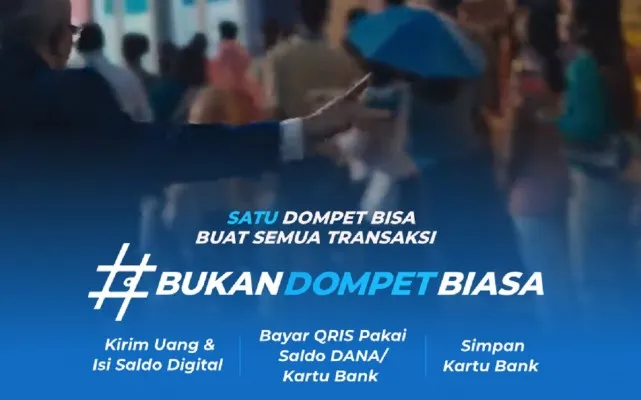 SATU DOMPET BISA
BUAT SEMUA TRANSAKSI
#BUKANDOMPETBIASA
Kirim Uang &
Isi Saldo Digital
Bayar QRIS Pakai
Saldo DANA/
Kartu Bank
Simpan
Kartu Bank